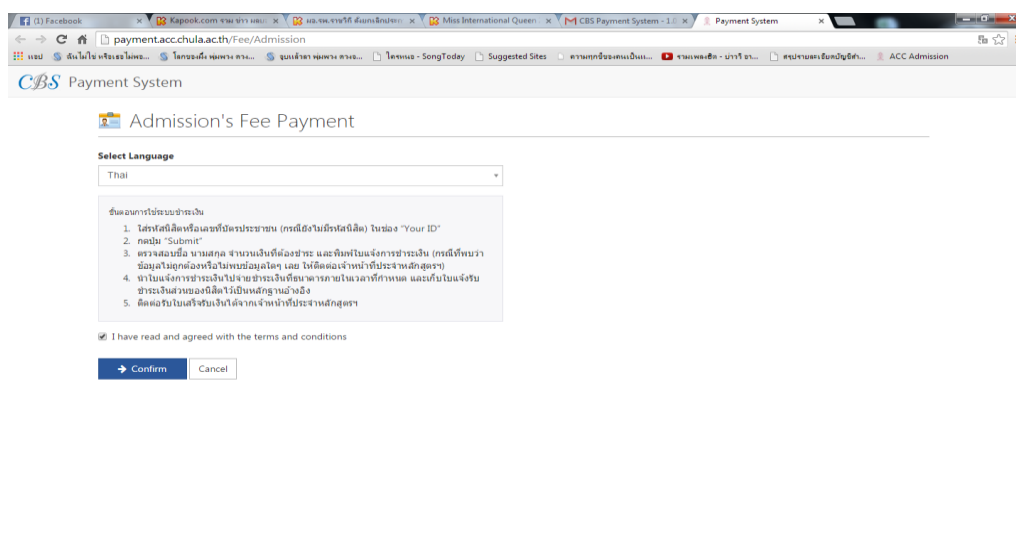 (1) Facebook
Kapook.com รวม ข่าว
Miss International Queen
CBS Payment System - 1.0
Payment System
payment.acc.chula.ac.th/Fee/Admission
แอป
ใครหนอ - SongToday
Suggested Sites
ACC Admission
CBS Payment System
Admission's Fee Payment
Select Language
Thai
ขั้นตอนการใช้ระบบชำระเงิน
1. ใส่รหัสนิสิตหรือเลขที่บัตรประชาชน (กรณียังไม่มีรหัสนิสิต) ในช่อง "Your ID"
2. กดปุ่ม "Submit"
3. ตรวจสอบชื่อ นามสกุล จำนวนเงินที่ต้องชำระ และพิมพ์ใบแจ้งการชำระเงิน (กรณีที่พบว่า
ข้อมูลไม่ถูกต้องหรือไม่พบข้อมูลใดๆ เลย ให้ติดต่อเจ้าหน้าที่ประจำหลักสูตรฯ)
4. นำใบแจ้งการชำระเงินไปจ่ายชำระเงินที่ธนาคารภายในเวลาที่กำหนด และเก็บใบแจ้งรับ
ชำระเงินส่วนของนิสิตไว้เป็นหลักฐานอ้างอิง
5. ติดต่อรับใบเสร็จรับเงินได้จากเจ้าหน้าที่ประจำหลักสูตรฯ
I have read and agreed with the terms and conditions
Confirm
Cancel